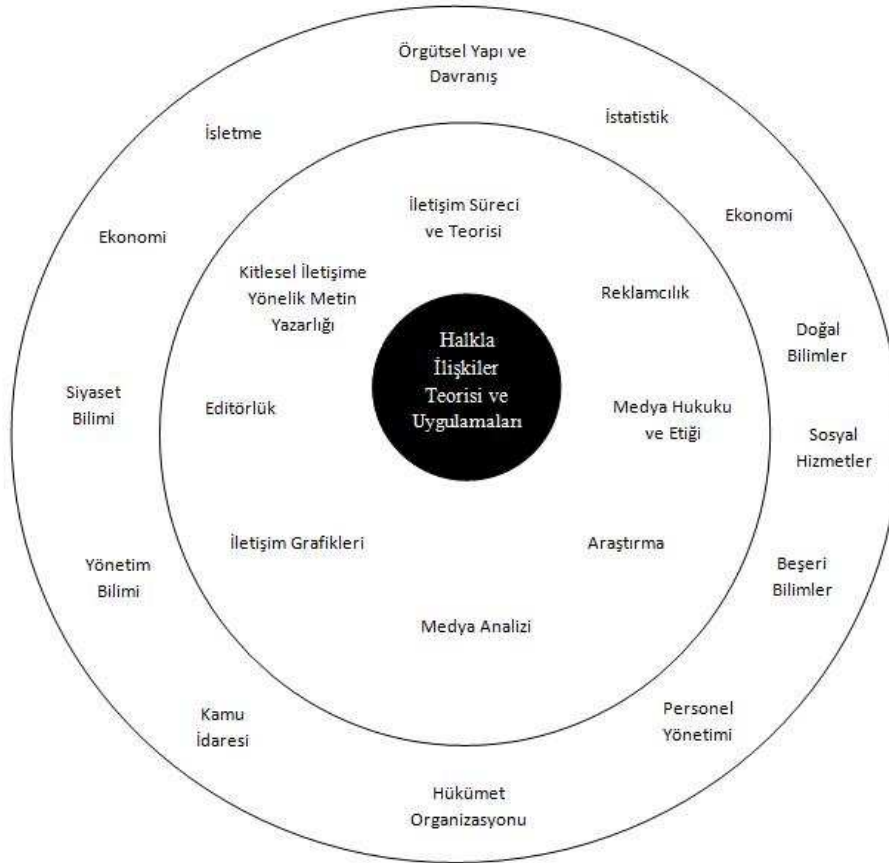 Örgütsel Yapı ve
Davranış
İşletme
İstatistik
Ekonomi
Ekonomi
Siyaset
Bilimi
Doğal
Bilimler
Sosyal
Hizmetler
Yönetim
Bilimi
Beşeri
Bilimler
Kamu
İdaresi
Personel
Yönetimi
Hükümet
Organizasyonu
İletişim Süreci
ve Teorisi
Kitlesel İletişime
Yönelik Metin
Yazarlığı
Reklamcılık
Editörlük
Medya Hukuku
ve Etiği
İletişim Grafikleri
Araştırma
Medya Analizi
Halkla
İlişkiler
Teorisi ve
Uygulamaları